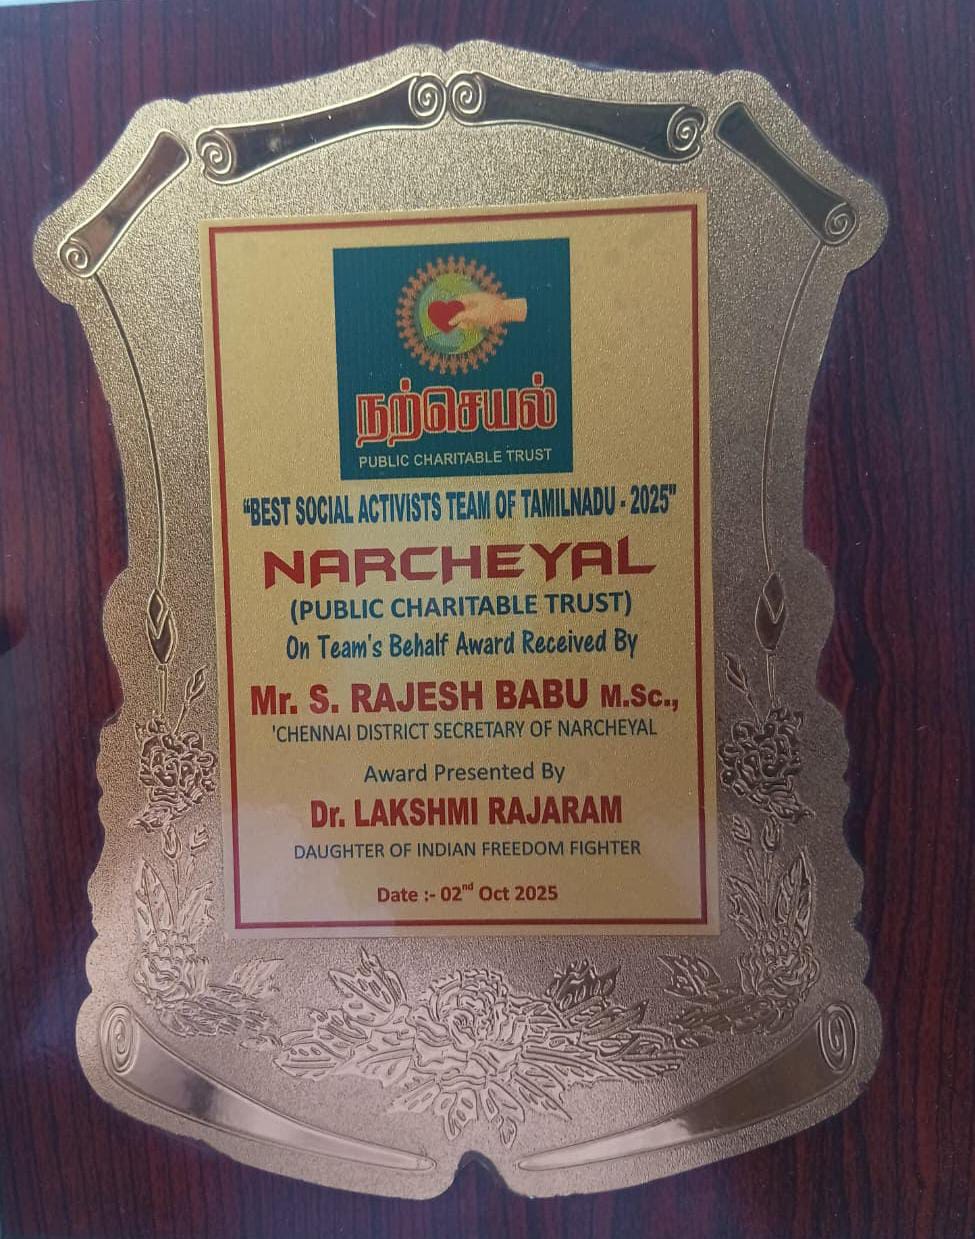 நற்செயல்
PUBLIC CHARITABLE TRUST
“BEST SOCIAL ACTIVISTS TEAM OF TAMILNADU - 2025"
NARCHEYAL
(PUBLIC CHARITABLE TRUST)
On Team's Behalf Award Received By
Mr. S. RAJESH BABU M.Sc.,
'CHENNAI DISTRICT SECRETARY OF NARCHEYAL
Award Presented By
Dr. LAKSHMI RAJARAM
DAUGHTER OF INDIAN FREEDOM FIGHTER
Date :- 02nd Oct 2025